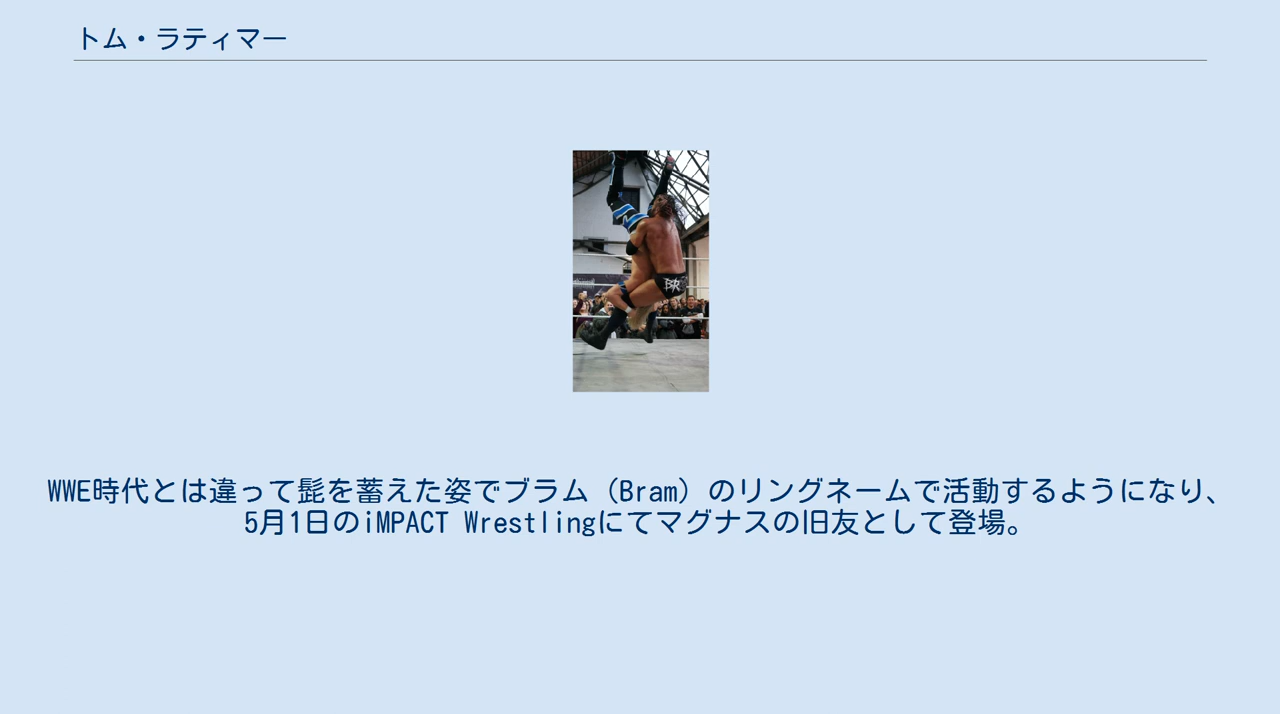 トム・ラティマー
BR
WWE時代とは違って髭を蓄えた姿でブラム（Bram）のリングネームで活動するようになり、
5月1日のiMPACT Wrestlingにてマグナスの旧友として登場。